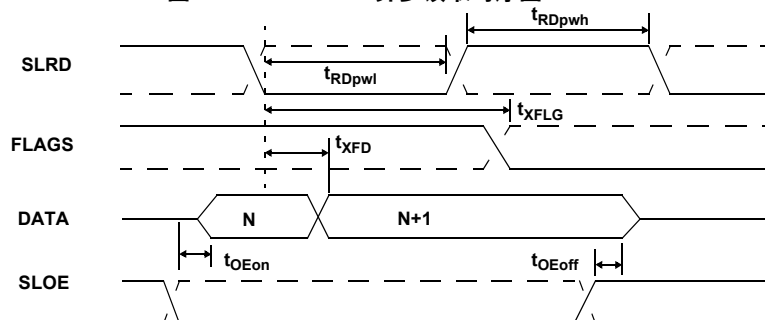 tRDpwh
SLRD
tRDpwl
tXFLG
FLAGS
tXFD
DATA
N
N+1
tOEon
tOEoff
SLOE